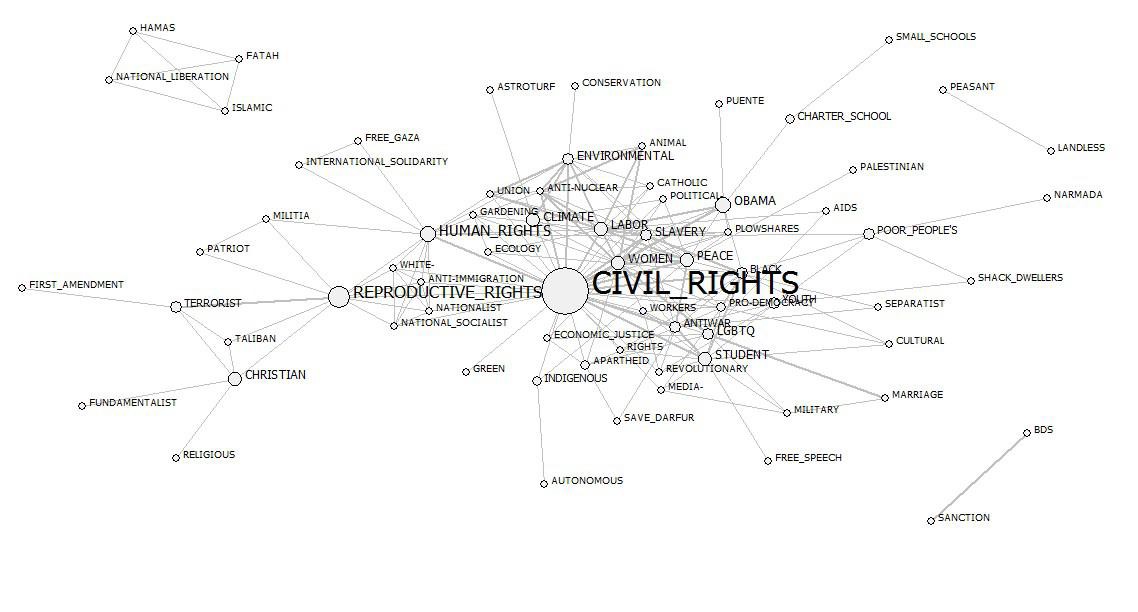 HAMAS
SMALL_SCHOOLS
FATAH
NATIONAL_LIBERATION
ASTROTURF
CONSERVATION
PEASANT
PUENTE
ISLAMIC
CHARTER_SCHOOL
FREE_GAZA
ANIMAL
LANDLESS
ENVIRONMENTAL
INTERNATIONAL_SOLIDARITY
PALESTINIAN
CATHOLIC
ANTI-NUCLEAR
UNION
POLITICAL
NARMADA
OBAMA
AIDS
GARDENING
MILITIA
CLIMATE
LABOR
PLOWSHARES
HUMAN_RIGHTS
SLAVERY
POOR_PEOPLE'S
PATRIOT
ECOLOGY
PEACE
WOMEN
WHITE-
BLACK
ANTI-IMMIGRATION
SHACK_DWELLERS
CIVIL_RIGHTS
FIRST_AMENDMENT
REPRODUCTIVE_RIGHTS
YOUTH
TERRORIST
PRO-DEMOCRACY
SEPARATIST
NATIONALIST
WORKERS
NATIONAL_SOCIALIST
ANTIWAR
LGBTQ
ECONOMIC_JUSTICE
TALIBAN
CULTURAL
RIGHTS
STUDENT
APARTHEID
GREEN
REVOLUTIONARY
CHRISTIAN
INDIGENOUS
MEDIA-
MARRIAGE
FUNDAMENTALIST
MILITARY
SAVE_DARFUR
BDS
RELIGIOUS
FREE_SPEECH
AUTONOMOUS
SANCTION